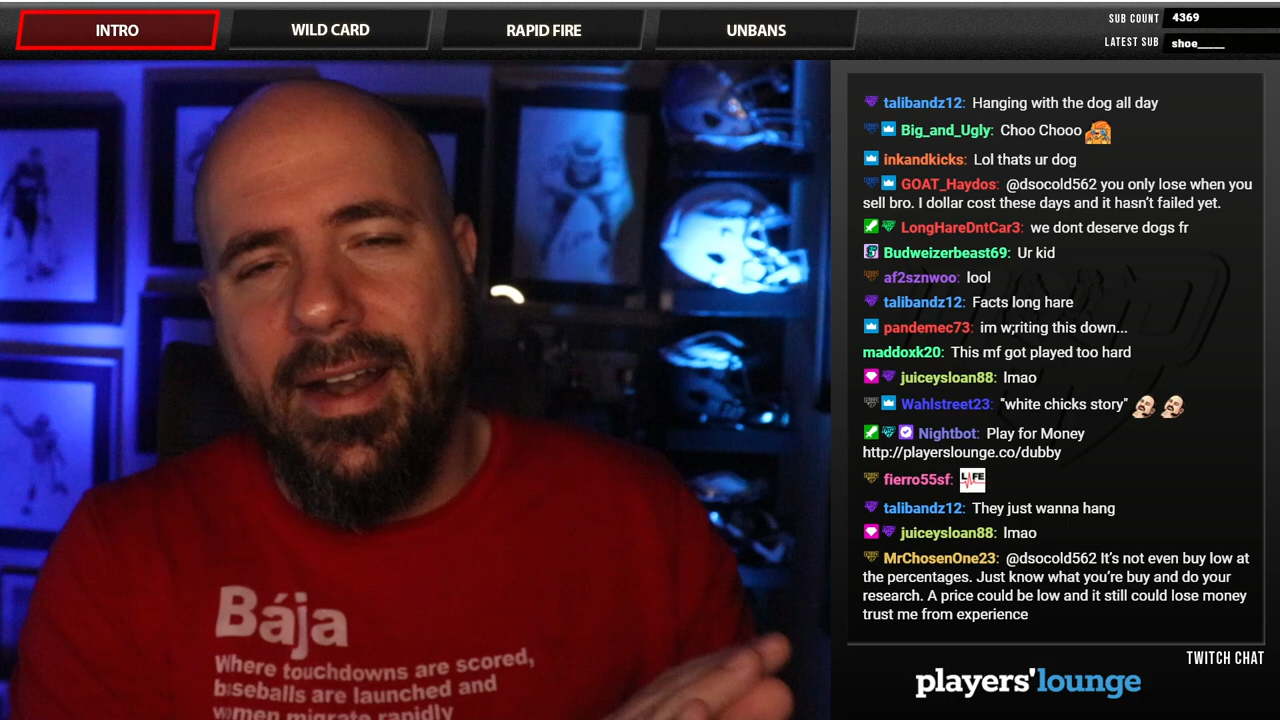 INTRO
WILD CARD
RAPID FIRE
UNBANS
SUB COUNT 4369
LATEST SUB shoe_____
talibandz12: Hanging with the dog all day
Big_and_Ugly: Choo Chooo
inkandkicks: Lol thats ur dog
GOAT_Haydos: @dsocold562 you only lose when you
sell bro. I dollar cost these days and it hasn't failed yet.
LongHareDntCar3: we dont deserve dogs fr
Budweizerbeast69: Ur kid
af2sznwoo: lool
talibandz12: Facts long hare
pandemec73: im w;riting this down...
maddoxk20: This mf got played too hard
juiceysloan88: lmao
Wahlstreet23: "white chicks story"
Nightbot: Play for Money
http://playerslounge.co/dubby
fierro55sf: LIFE
talibandz12: They just wanna hang
juiceysloan88: lmao
MrChosenOne23: @dsocold562 It's not even buy low at
the percentages. Just know what you're buy and do your
research. A price could be low and it still could lose money
trust me from experience
TWITCH CHAT
players'lounge
Bája
Where touchdowns are scored,
baseballs are launched and
women migrate rapidly